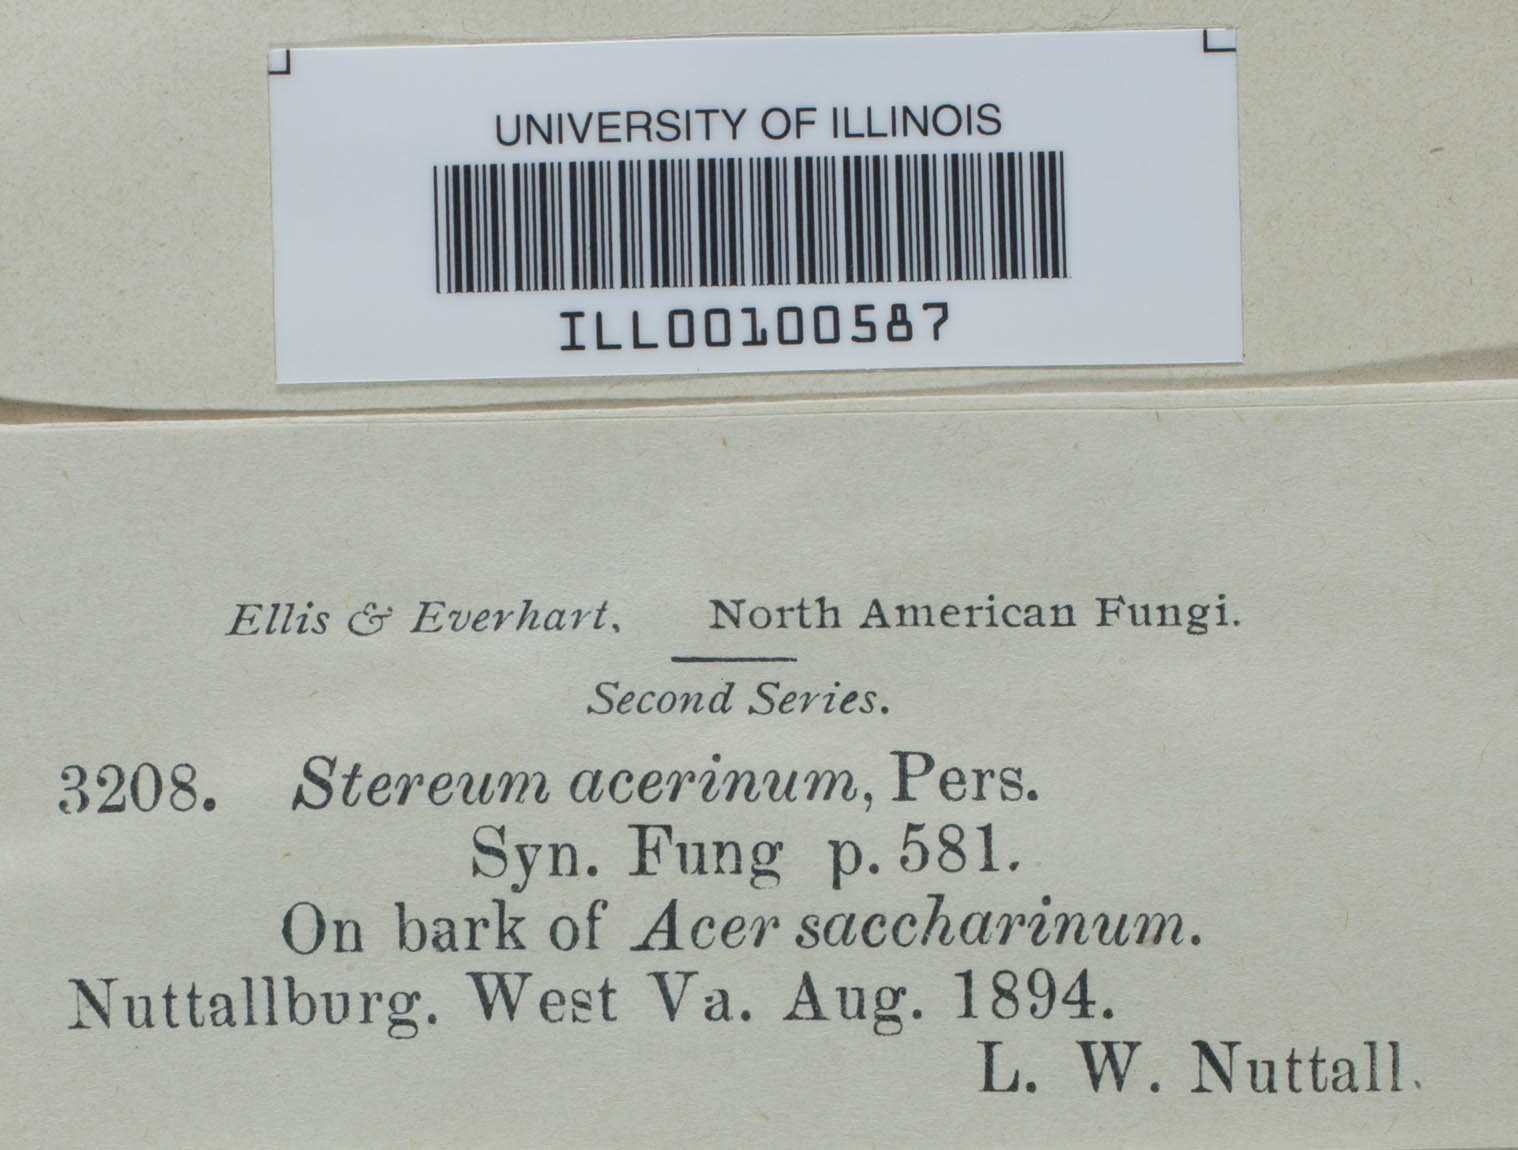 UNIVERSITY OF ILLINOIS
ILL00100587
Ellis & Everhart, North American Fungi.
Second Series.
3208. Stereum acerinum, Pers.
Syn. Fung p. 581.
On bark of Acer saccharinum.
Nuttallburg. West Va. Aug. 1894.
L. W. Nuttall.